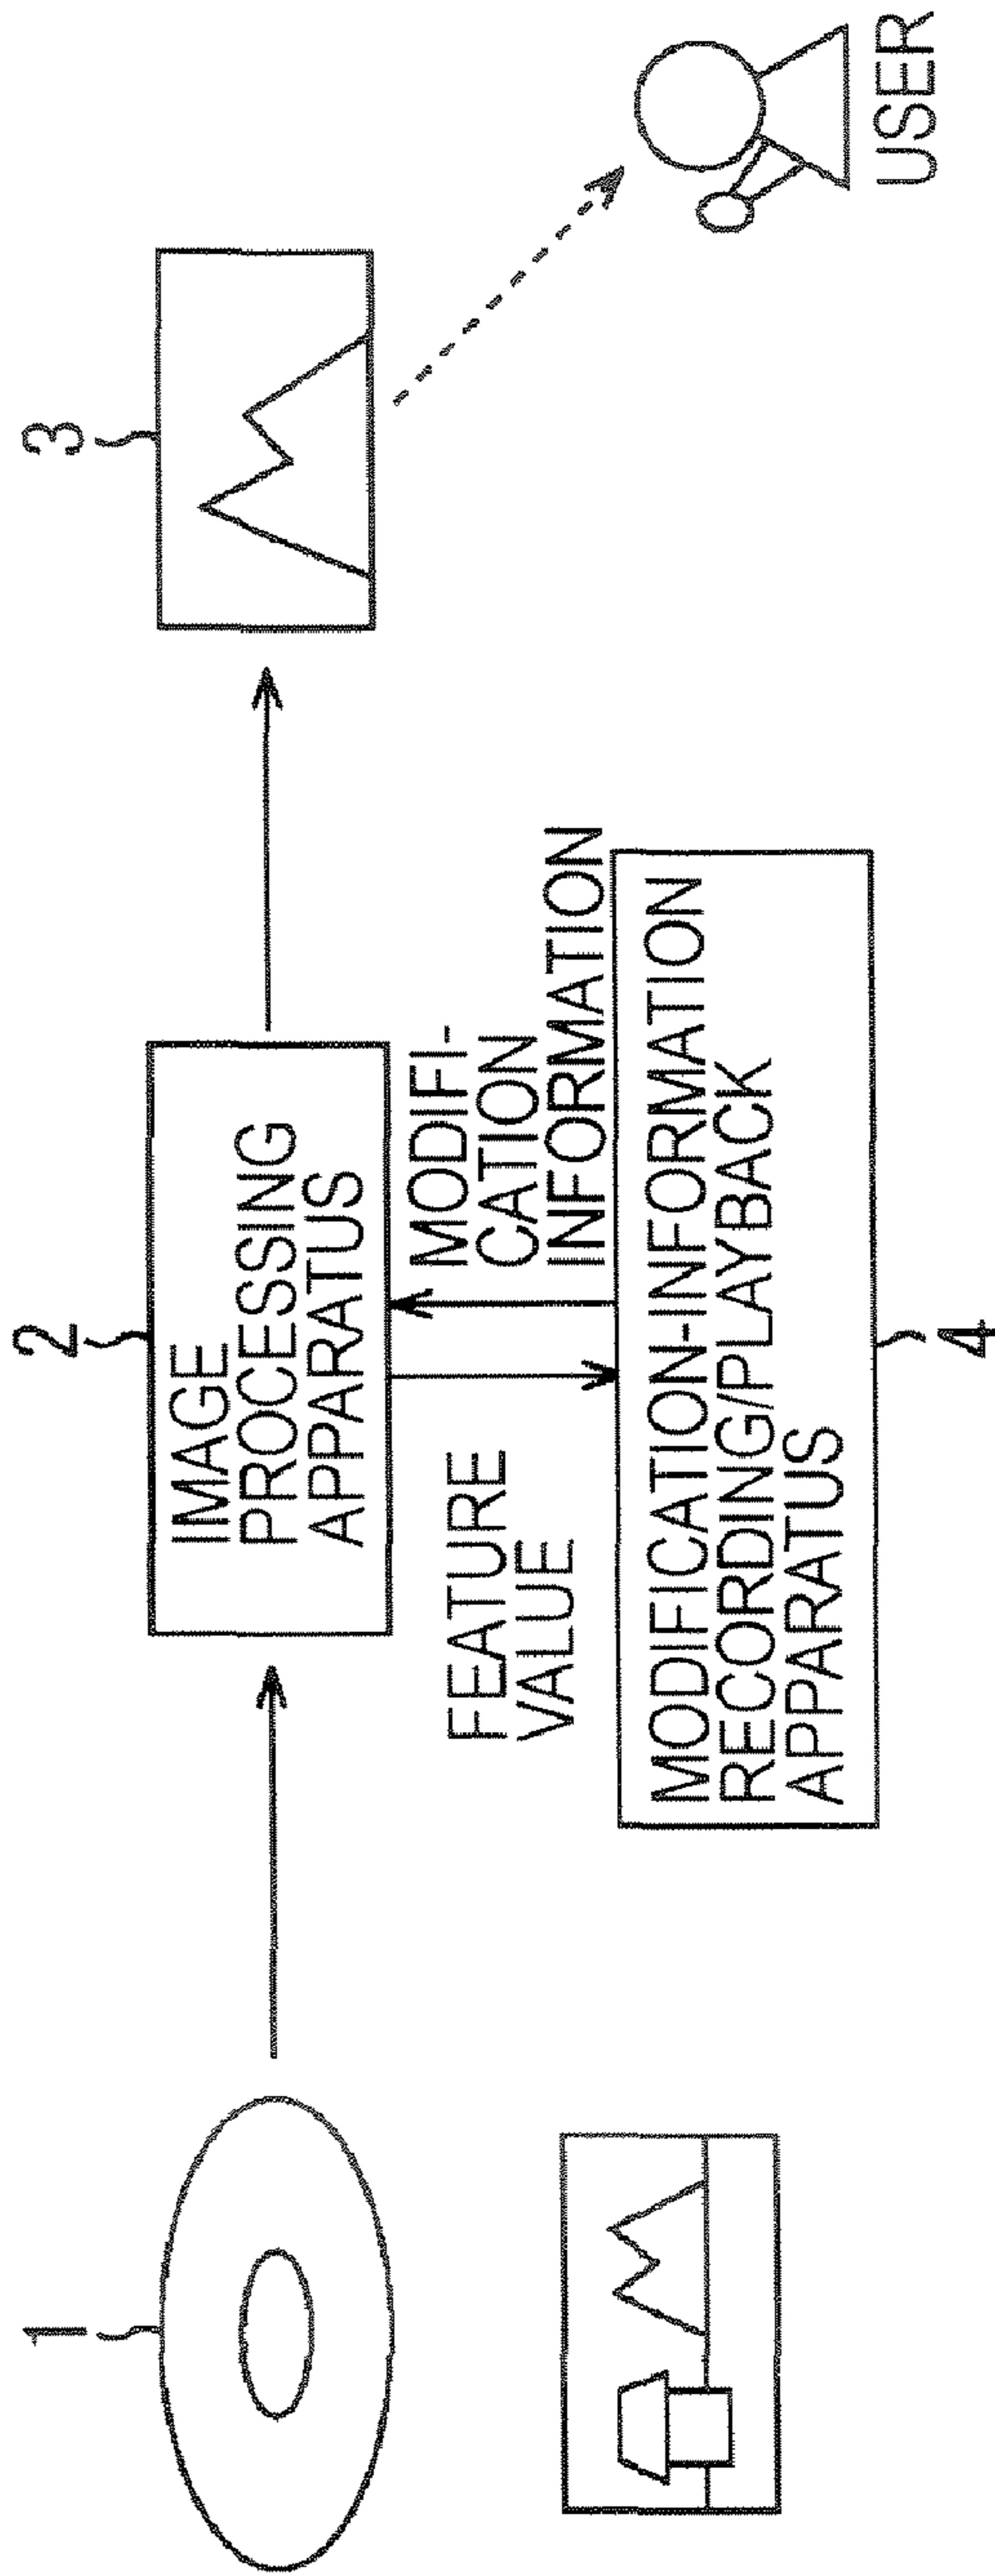 1
2
3
IMAGE
PROCESSING
APPARATUS
FEATURE
VALUE
MODIFI-
CATION
INFORMATION
MODIFICATION-INFORMATION
RECORDING/PLAYBACK
APPARATUS
4
USER